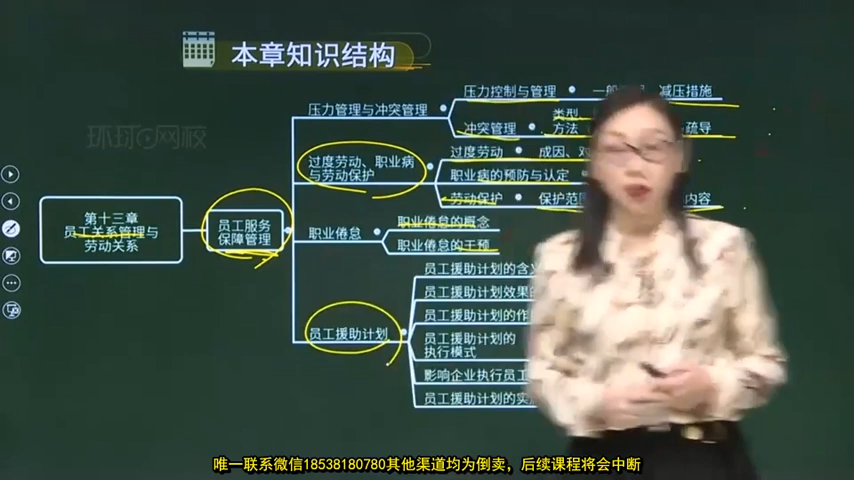 本章知识结构
环球网校
压力控制与管理
减压措施
压力管理与冲突管理
类型
冲突管理
方法
疏导
过度劳动
成因、对
过度劳动、职业病
与劳动保护
职业病的预防与认定
劳动保护
保护范围
内容
第十三章
员工关系管理与
劳动关系
员工服务
保障管理
职业倦怠
职业倦怠的概念
职业倦怠的干预
员工援助计划
员工援助计划的含义
员工援助计划效果的
员工援助计划的作
员工援助计划的
执行模式
影响企业执行员工
员工援助计划的实
唯一联系微信18538180780其他渠道均为倒卖，后续课程将会中断